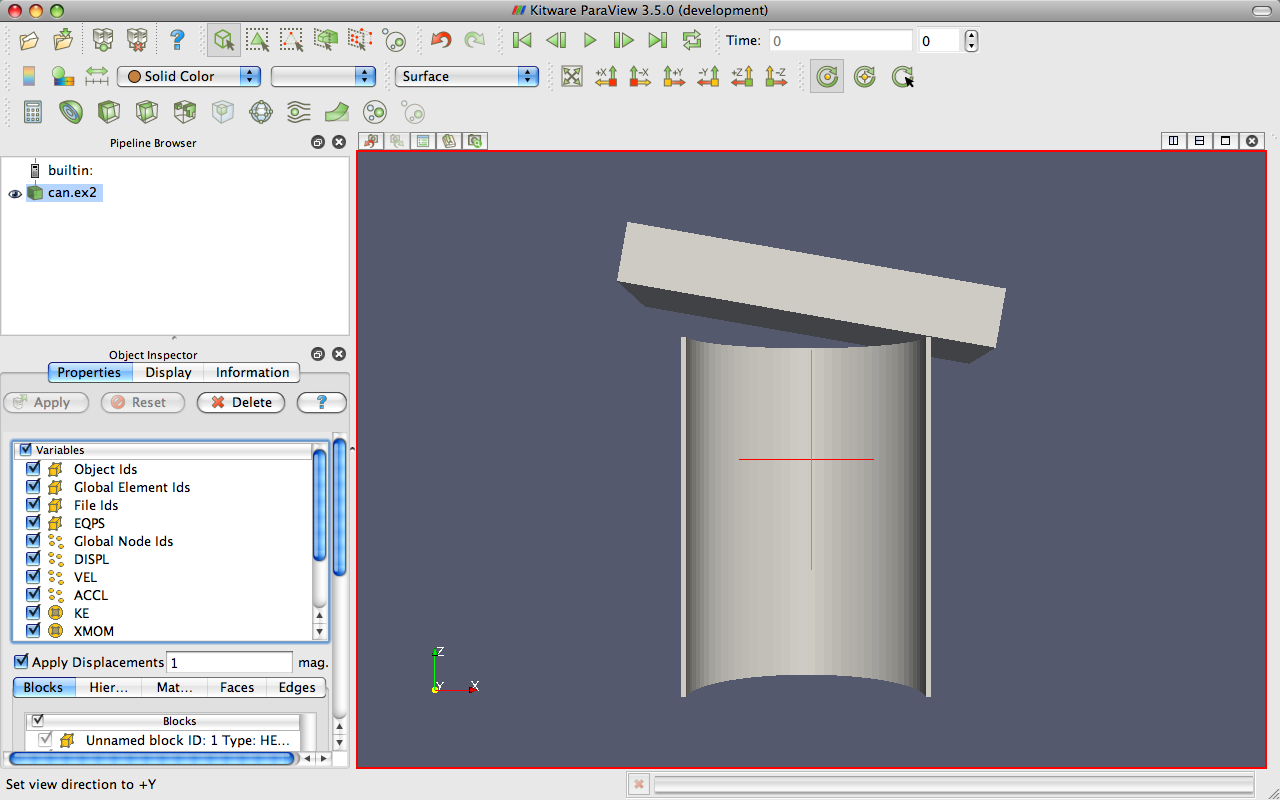 Kitware ParaView 3.5.0 (development)
?
Time: 0 0
Solid Color Surface +X -X +Y -Y +Z -Z
Pipeline Browser
builtin:
can.ex2
Object Inspector
Properties Display Information
Apply Reset Delete ?
Variables
Object Ids
Global Element Ids
File Ids
EQPS
Global Node Ids
DISPL
VEL
ACCL
KE
XMOM
Apply Displacements 1 mag.
Blocks Hier... Mat... Faces Edges
Blocks
Unnamed block ID: 1 Type: HE...
Z
Y X
Set view direction to +Y